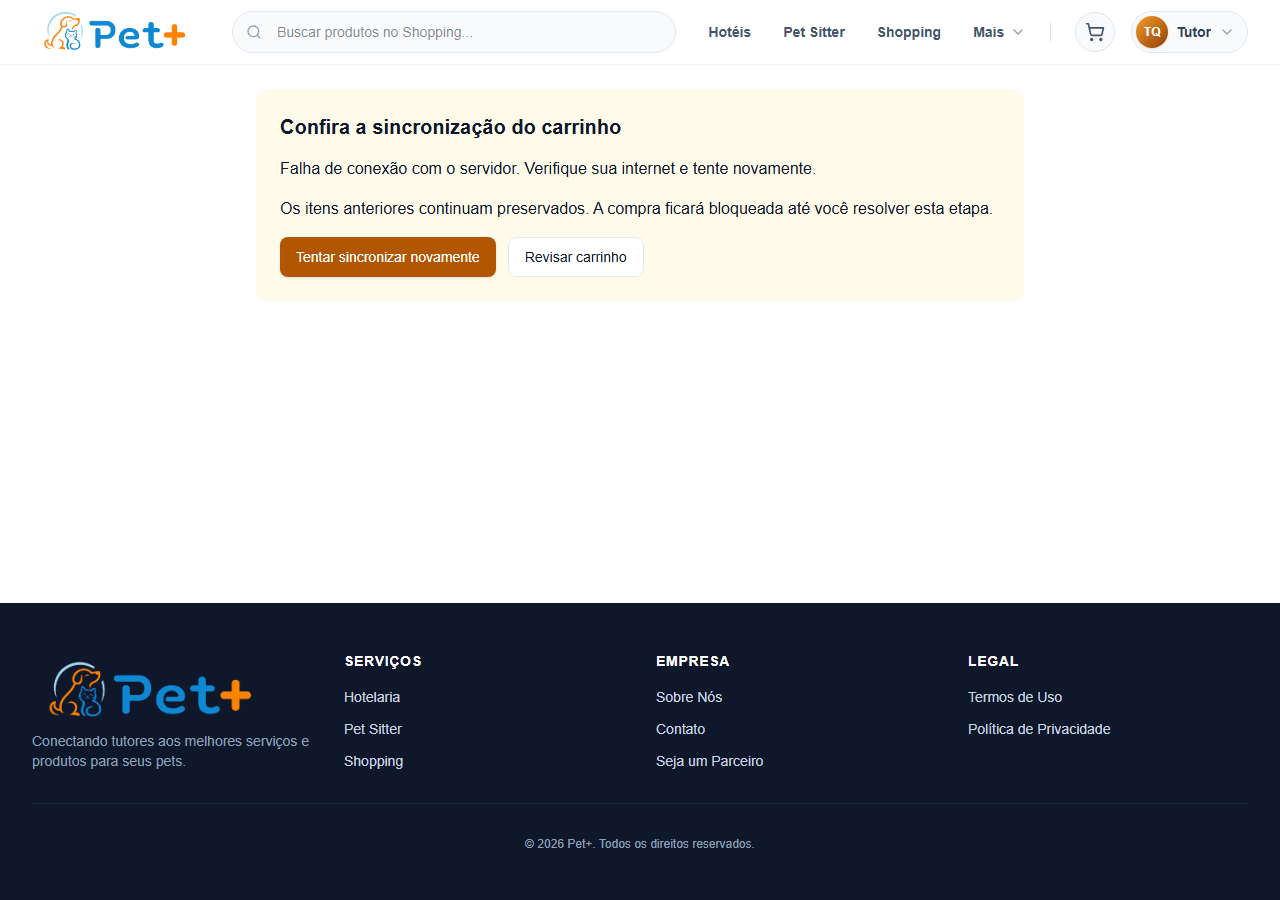 Pet+
Buscar produtos no Shopping...
Hotéis
Pet Sitter
Shopping
Mais
TQ
Tutor
Confira a sincronização do carrinho
Falha de conexão com o servidor. Verifique sua internet e tente novamente.
Os itens anteriores continuam preservados. A compra ficará bloqueada até você resolver esta etapa.
Tentar sincronizar novamente
Revisar carrinho
Pet+
Conectando tutores aos melhores serviços e
produtos para seus pets.
SERVIÇOS
Hotelaria
Pet Sitter
Shopping
EMPRESA
Sobre Nós
Contato
Seja um Parceiro
LEGAL
Termos de Uso
Política de Privacidade
© 2026 Pet+. Todos os direitos reservados.